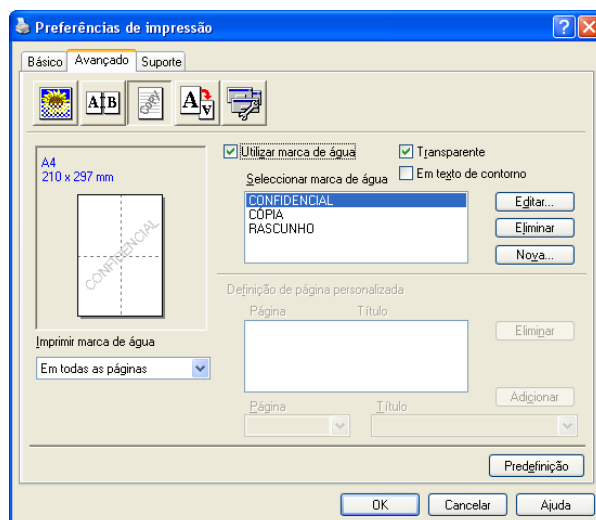 Preferências de impressão
Básico
Avançado
Suporte
A B
COPY
A A
A4
210 x 297 mm
CONFIDENCIAL
Imprimir marca de água
Em todas as páginas
Utilizar marca de água
Transparente
Seleccionar marca de água
Em texto de contorno
CONFIDENCIAL
CÓPIA
RASCUNHO
Editar...
Eliminar
Nova...
Definição de página personalizada
Página Título
Eliminar
Adicionar
Página Título
Predefinição
OK Cancelar Ajuda